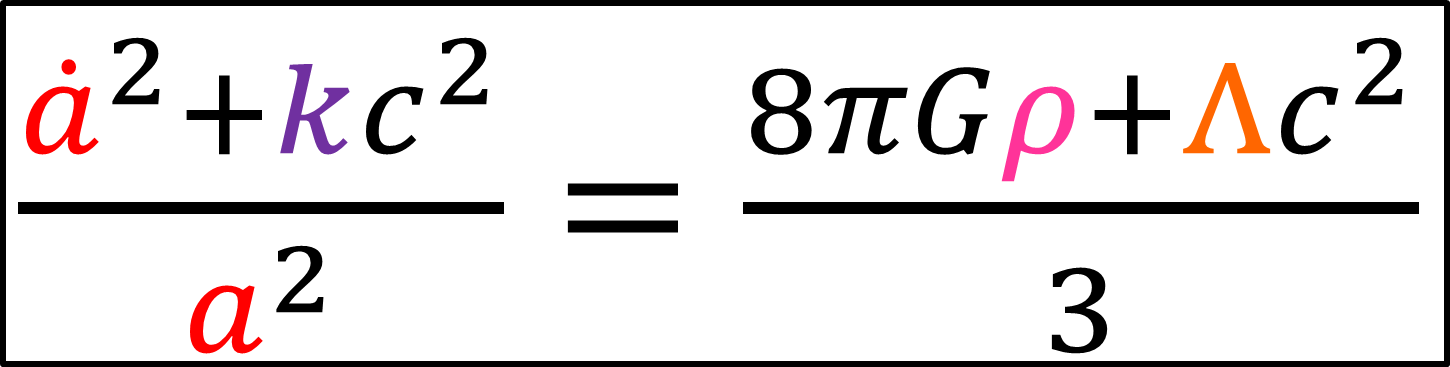 (ȧ² + kc²) / a² = (8πGρ + Λc²) / 3